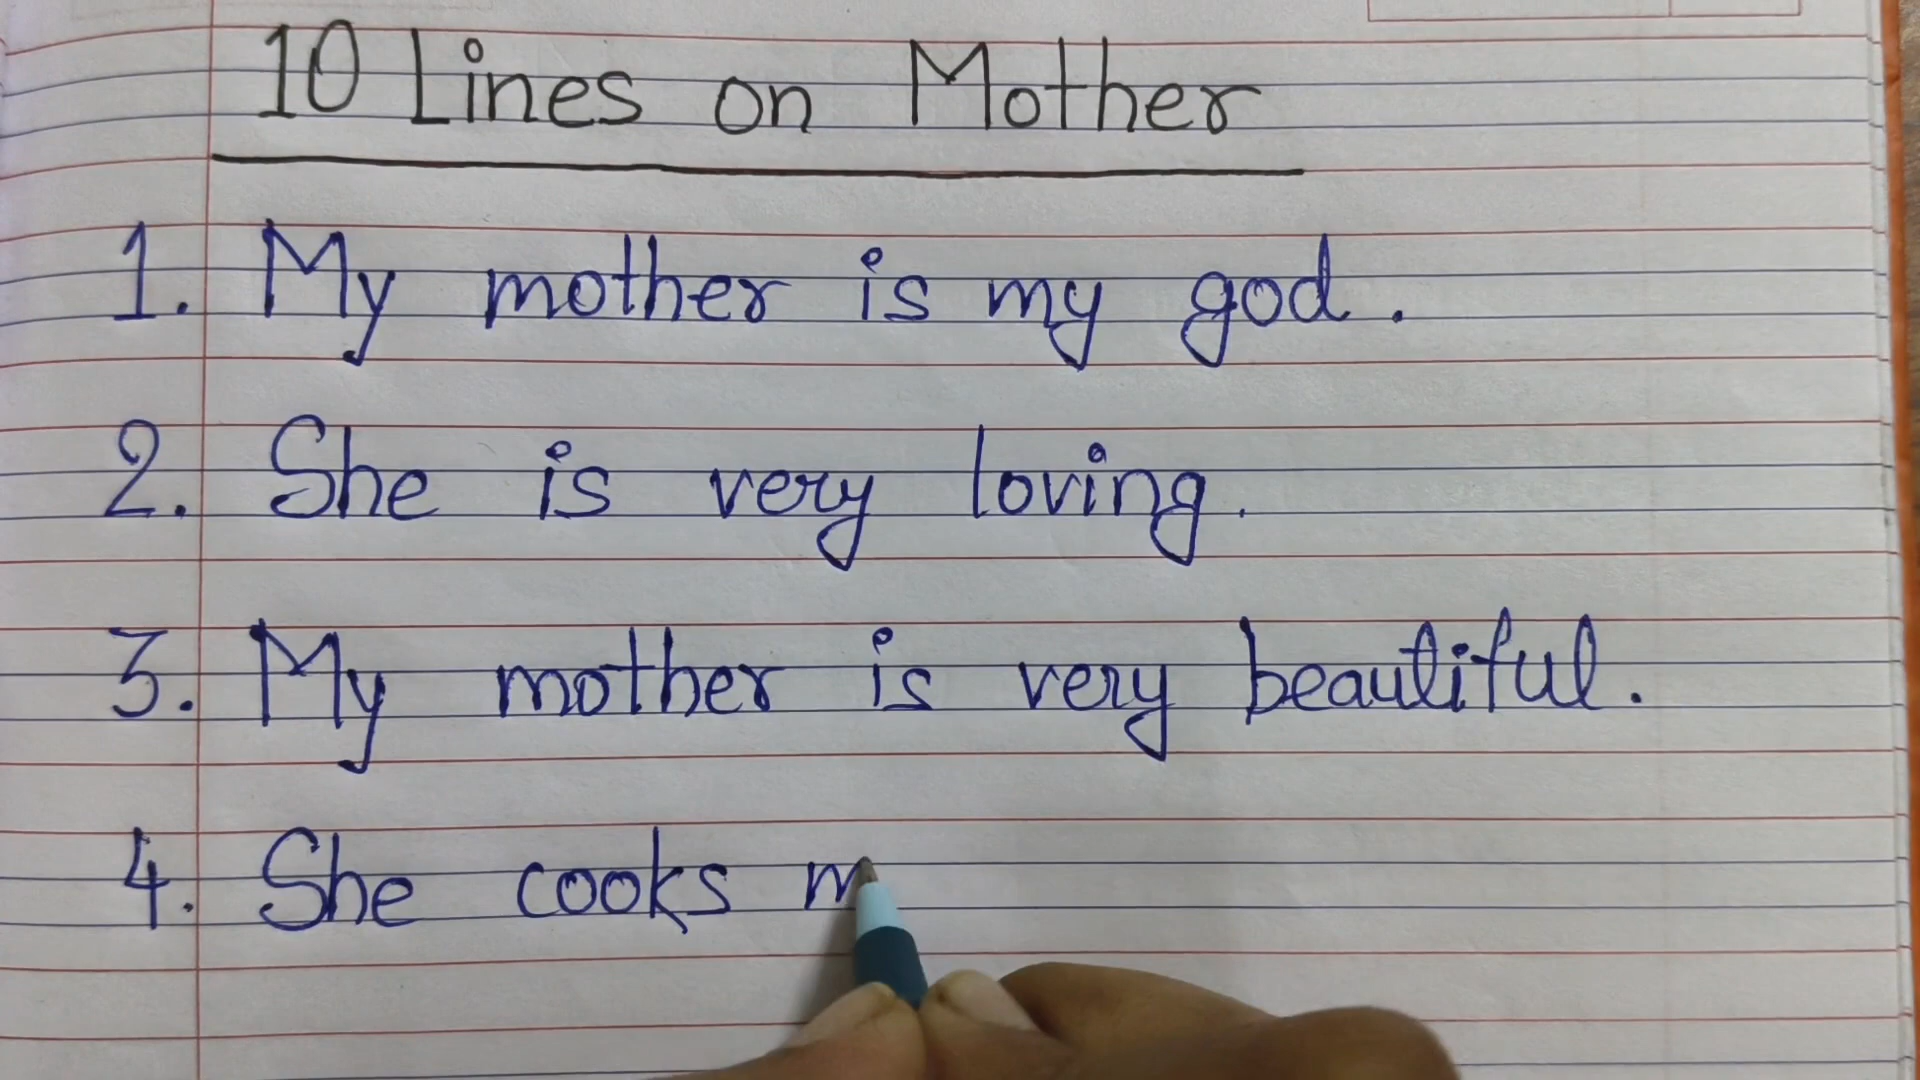 10 Lines on Mother
1. My mother is my god.
2. She is very loving.
3. My mother is very beautiful.
4. She cooks m